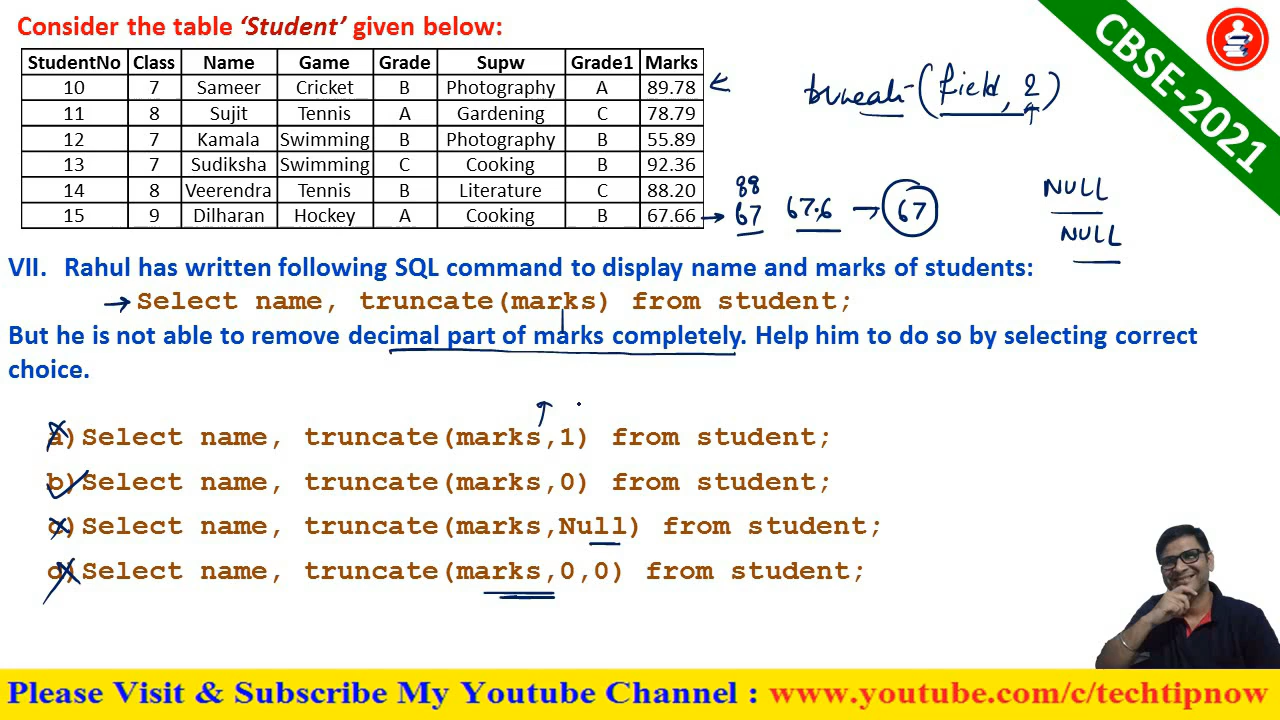 Consider the table ‘Student’ given below:
CBSE-2021
StudentNo Class Name Game Grade Supw Grade1 Marks
10 7 Sameer Cricket B Photography A 89.78
11 8 Sujit Tennis A Gardening C 78.79
12 7 Kamala Swimming B Photography B 55.89
13 7 Sudiksha Swimming C Cooking B 92.36
14 8 Veerendra Tennis B Literature C 88.20
15 9 Dilharan Hockey A Cooking B 67.66
truncate (field, 2)
88
67 67.6 → 67
NULL
NULL
VII. Rahul has written following SQL command to display name and marks of students:
→ Select name, truncate(marks) from student;
But he is not able to remove decimal part of marks completely. Help him to do so by selecting correct
choice.
a) Select name, truncate(marks,1) from student;
b) Select name, truncate(marks,0) from student;
c) Select name, truncate(marks,Null) from student;
d) Select name, truncate(marks,0,0) from student;
Please Visit & Subscribe My Youtube Channel : www.youtube.com/c/techtipnow